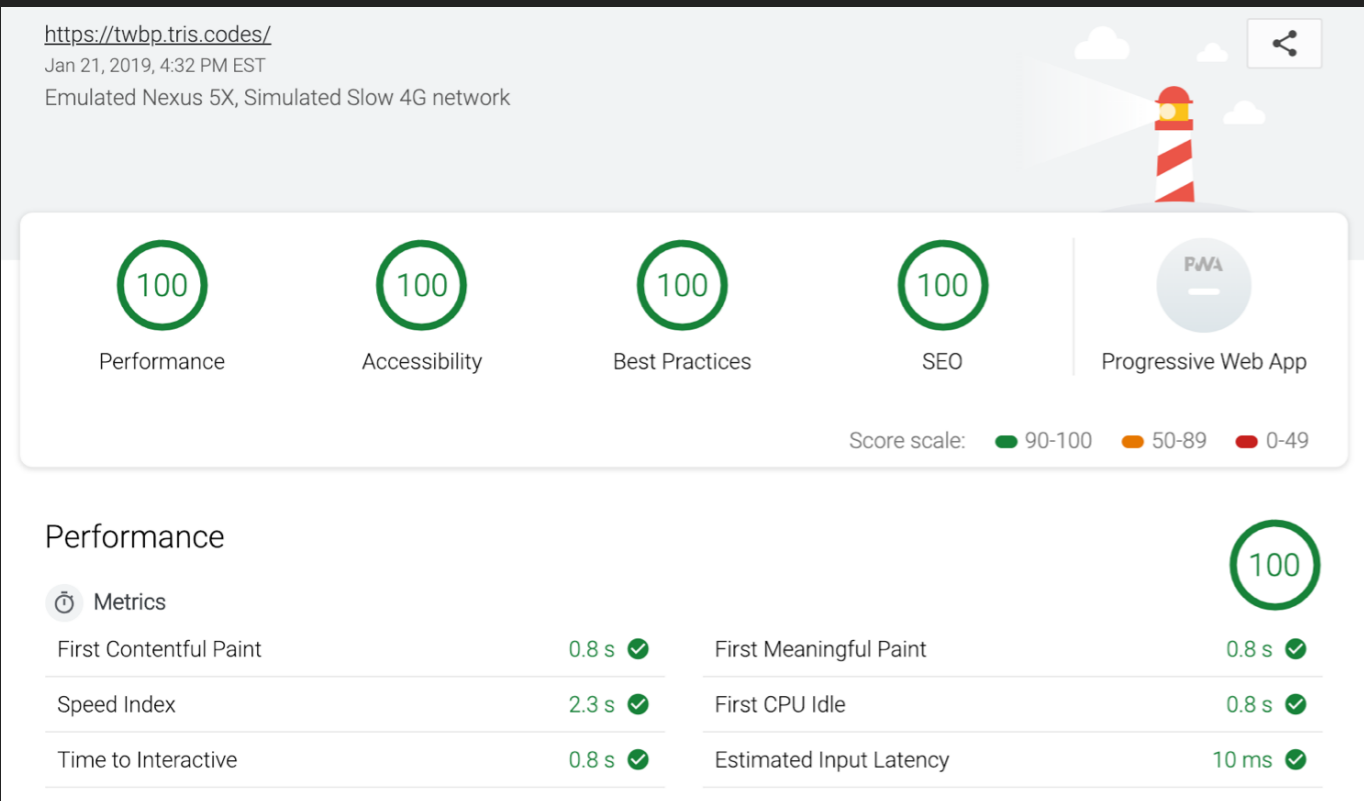 https://twbp.tris.codes/
Jan 21, 2019, 4:32 PM EST
Emulated Nexus 5X, Simulated Slow 4G network
100 100 100 100 PWA
Performance Accessibility Best Practices SEO Progressive Web App
Score scale: 90-100 50-89 0-49
Performance 100
Metrics
First Contentful Paint 0.8 s First Meaningful Paint 0.8 s
Speed Index 2.3 s First CPU Idle 0.8 s
Time to Interactive 0.8 s Estimated Input Latency 10 ms